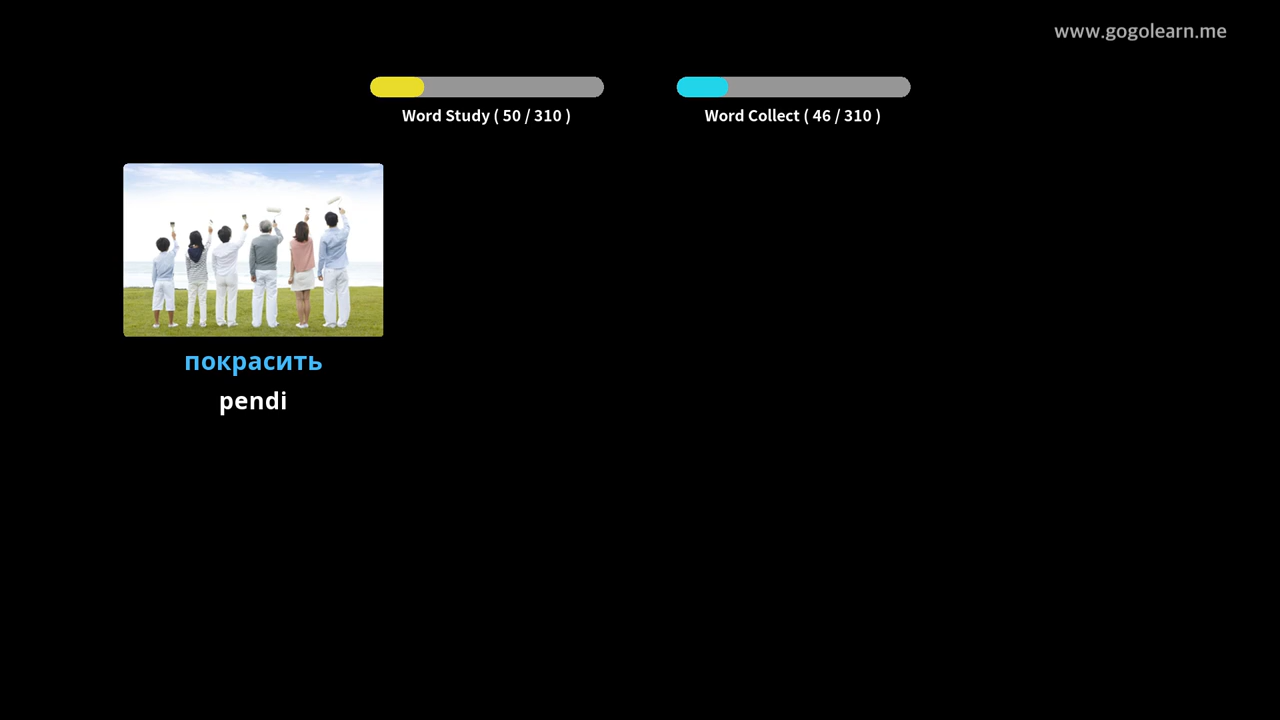 www.gogolearn.me
Word Study ( 50 / 310 )
Word Collect ( 46 / 310 )
покрасить
pendi